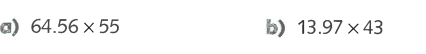 a) 64.56 × 55 b) 13.97 × 43